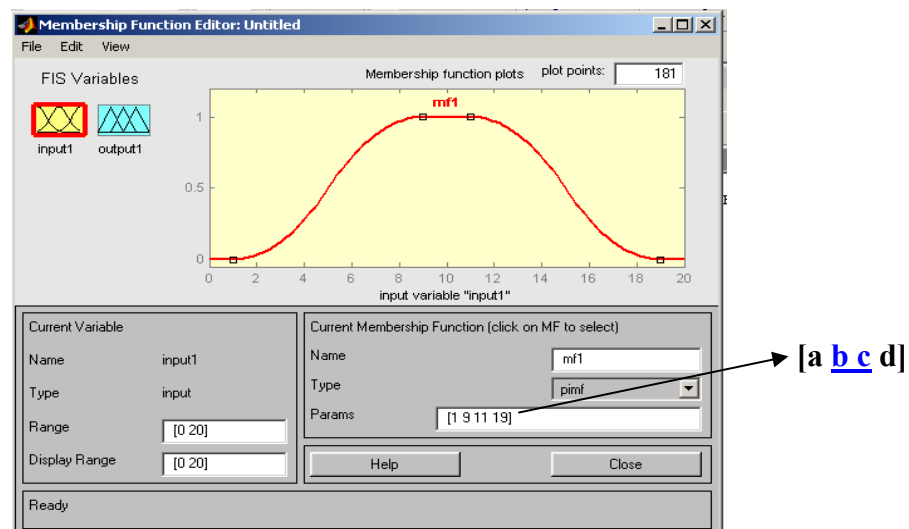 Membership Function Editor: Untitled
File Edit View
FIS Variables
Membership function plots plot points: 181
input1 output1
mf1
1
0.5
0
0 2 4 6 8 10 12 14 16 18 20
input variable "input1"
Current Variable
Name input1
Type input
Range [0 20]
Display Range [0 20]
Current Membership Function (click on MF to select)
Name mf1
Type pimf
Params [1 9 11 19]
[a b c d]
Help Close
Ready